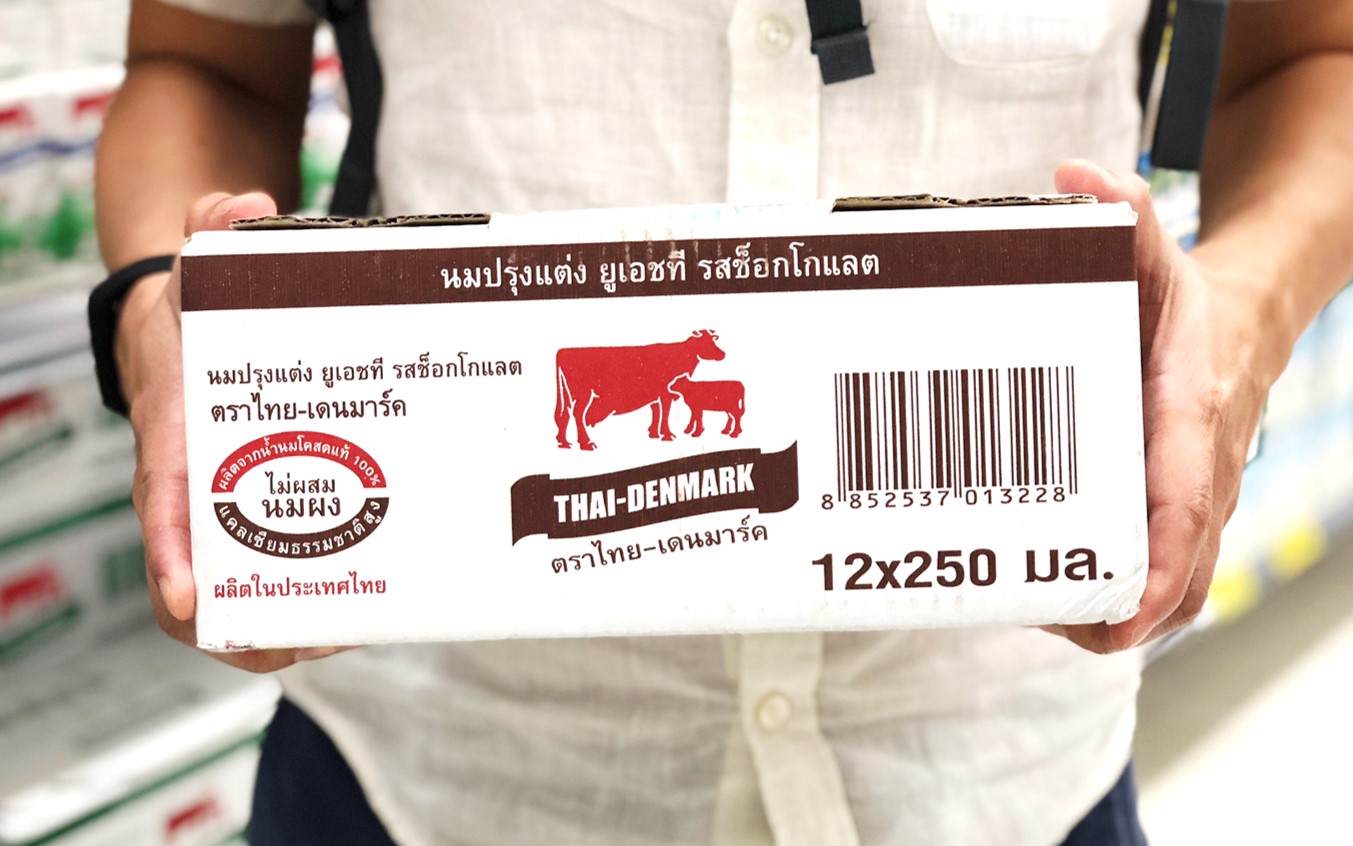 นมปรุงแต่ง ยูเอชที รสช็อกโกแลต
นมปรุงแต่ง ยูเอชที รสช็อกโกแลต
ตราไทย-เดนมาร์ค
ผลิตจากน้ำนมโคสดแท้ 100%
ไม่ผสม
นมผง
แคลเซียมธรรมชาติสูง
ผลิตในประเทศไทย
THAI-DENMARK
ตราไทย-เดนมาร์ค
8 852537 013228
12x250 มล.